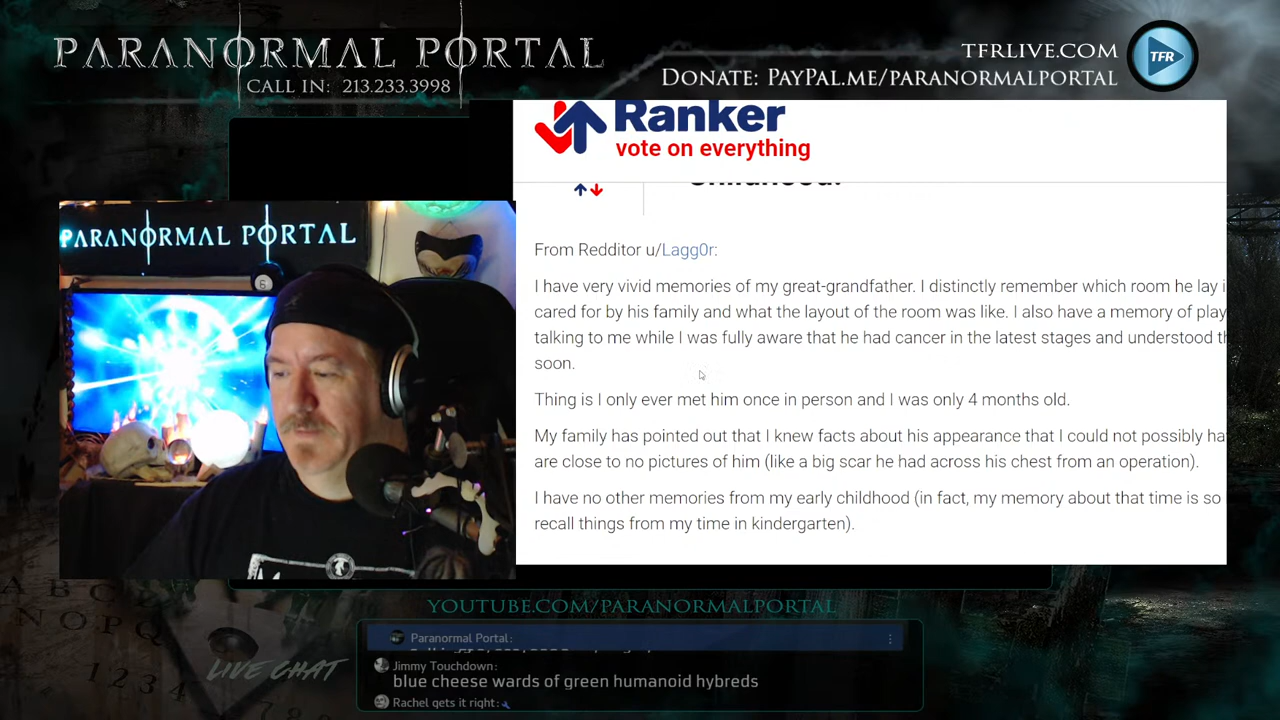 PARANORMAL PORTAL
CALL IN: 213.233.3998
TFRLIVE.COM
TFR
DONATE: PAYPAL.ME/PARANORMALPORTAL
Ranker
vote on everything
PARANORMAL PORTAL
6
From Redditor u/Lagg0r:
I have very vivid memories of my great-grandfather. I distinctly remember which room he lay i
cared for by his family and what the layout of the room was like. I also have a memory of play
talking to me while I was fully aware that he had cancer in the latest stages and understood th
soon.
Thing is I only ever met him once in person and I was only 4 months old.
My family has pointed out that I knew facts about his appearance that I could not possibly ha
are close to no pictures of him (like a big scar he had across his chest from an operation).
I have no other memories from my early childhood (in fact, my memory about that time is so
recall things from my time in kindergarten).
YOUTUBE.COM/PARANORMALPORTAL
A B C
N O P Q
1 2 3 4
LIVE CHAT
Paranormal Portal:
Jimmy Touchdown:
blue cheese wards of green humanoid hybreds
Rachel gets it right: